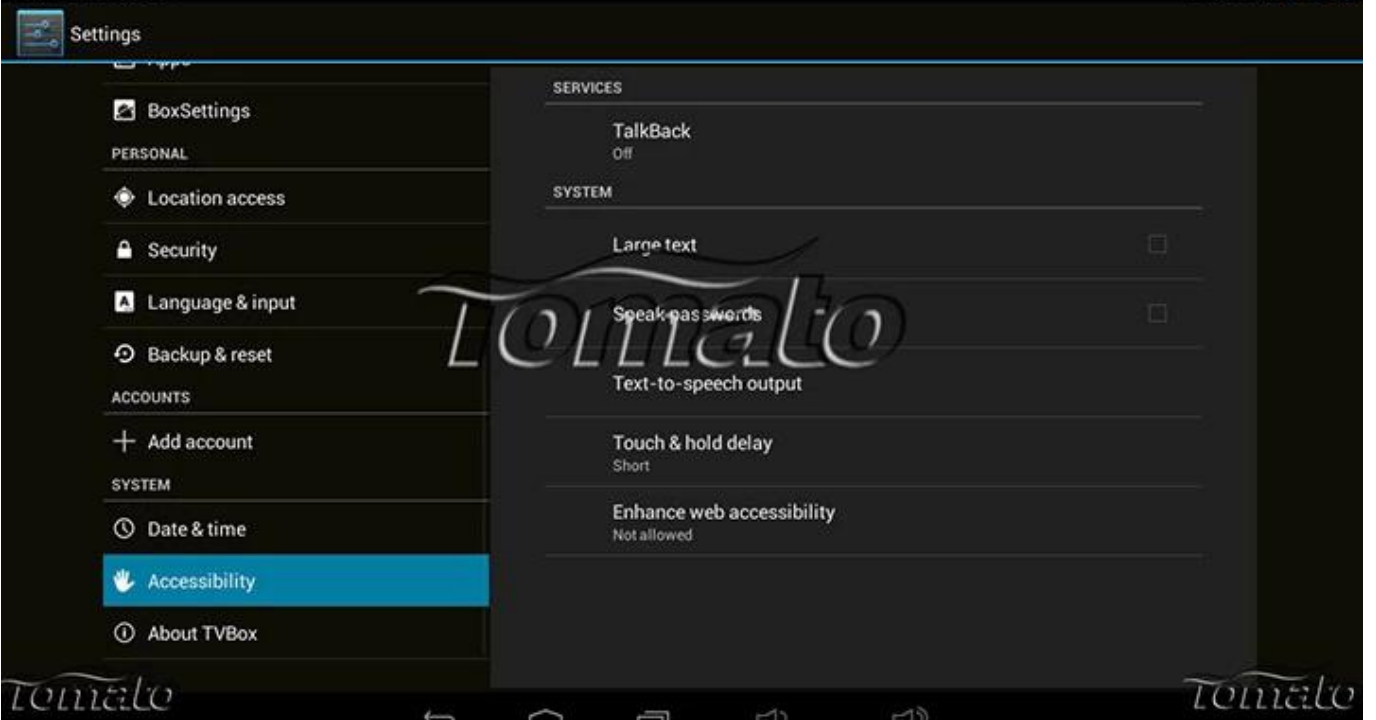 Settings
Apps
BoxSettings
PERSONAL
Location access
Security
Language & input
Backup & reset
ACCOUNTS
Add account
SYSTEM
Date & time
Accessibility
About TVBox
SERVICES
TalkBack
Off
SYSTEM
Large text
Speak passwords
Text-to-speech output
Touch & hold delay
Short
Enhance web accessibility
Not allowed
Tomato
Tomato
Tomato